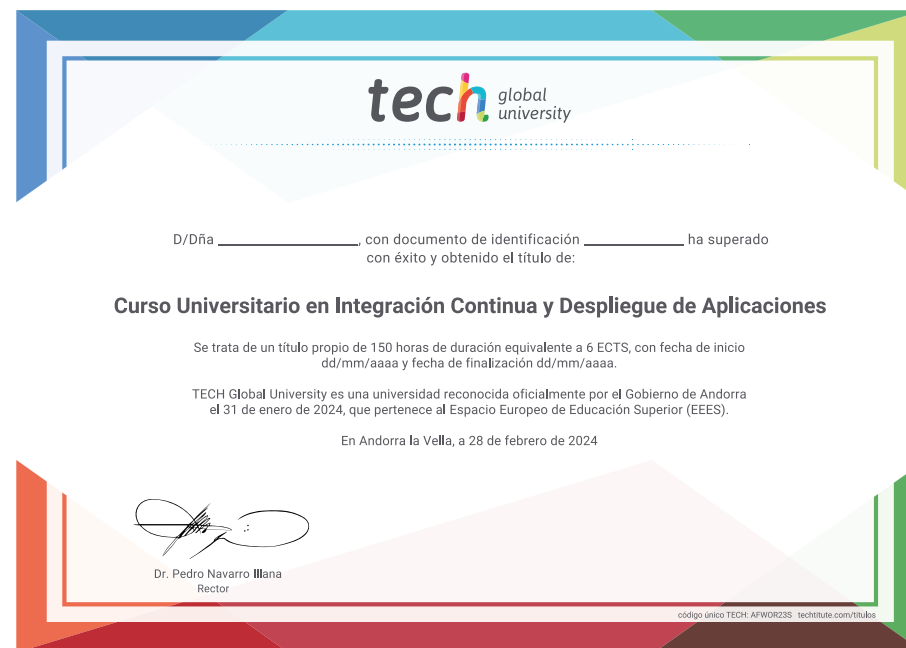 tech global university
D/Dña ______________, con documento de identificación __________ ha superado
con éxito y obtenido el título de:
Curso Universitario en Integración Continua y Despliegue de Aplicaciones
Se trata de un título propio de 150 horas de duración equivalente a 6 ECTS, con fecha de inicio
dd/mm/aaaa y fecha de finalización dd/mm/aaaa.
TECH Global University es una universidad reconocida oficialmente por el Gobierno de Andorra
el 31 de enero de 2024, que pertenece al Espacio Europeo de Educación Superior (EEES).
En Andorra la Vella, a 28 de febrero de 2024
Dr. Pedro Navarro Illana
Rector
código único TECH: AFWOR23S techtitute.com/titulos